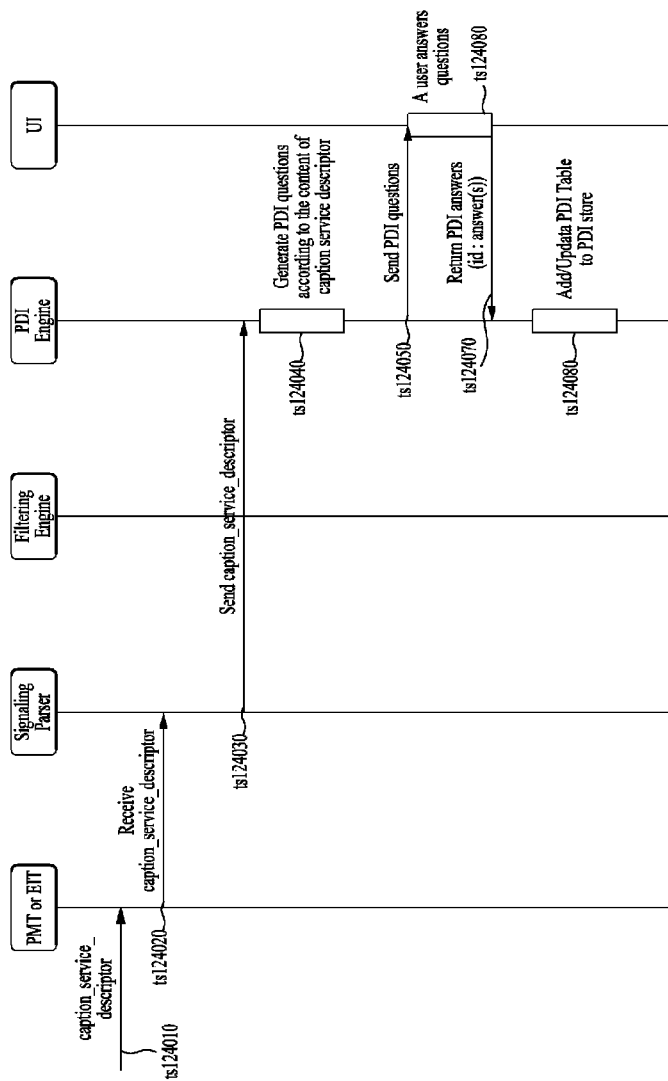 PMT or EIT
Signaling
Parser
Filtering
Engine
PDI
Engine
UI
caption_service_
descriptor
ts124010
Receive
caption_service_descriptor
ts124020
Send caption_service_descriptor
ts124030
Generate PDI questions
according to the content of
caption service descriptor
ts124040
Send PDI questions
ts124050
A user answers
questions
ts124080
Return PDI answers
(id : answer(s))
ts124070
Add/Updata PDI Table
to PDI store
ts124080